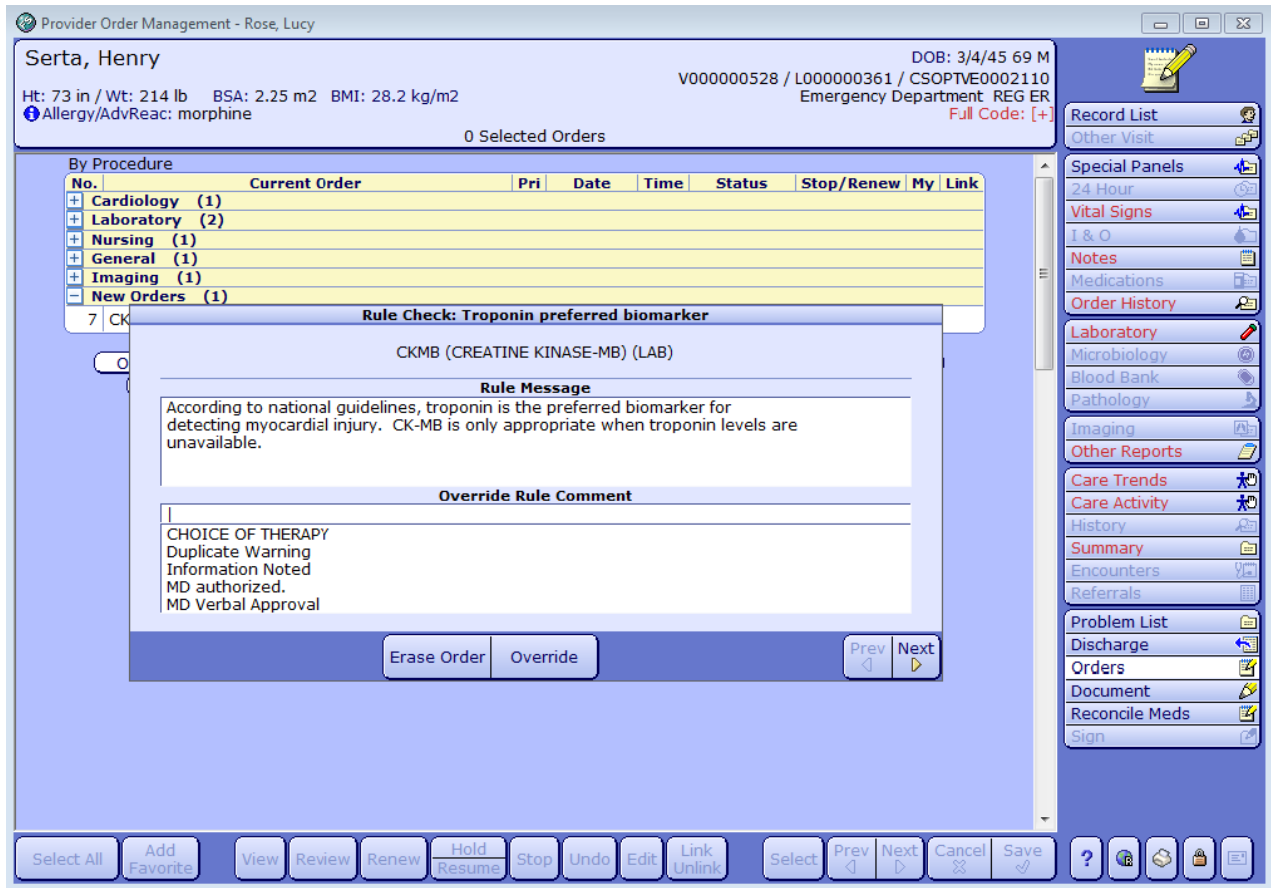 Provider Order Management - Rose, Lucy
Serta, Henry
DOB: 3/4/45 69 M
V000000528 / L000000361 / CSOPTVE0002110
Ht: 73 in / Wt: 214 lb BSA: 2.25 m2 BMI: 28.2 kg/m2
Emergency Department REG ER
Allergy/AdvReac: morphine
Full Code: [+]
0 Selected Orders
By Procedure
No. Current Order Pri Date Time Status Stop/Renew My Link
+ Cardiology (1)
+ Laboratory (2)
+ Nursing (1)
+ General (1)
+ Imaging (1)
- New Orders (1)
7 CK
O
Rule Check: Troponin preferred biomarker
CKMB (CREATINE KINASE-MB) (LAB)
Rule Message
According to national guidelines, troponin is the preferred biomarker for
detecting myocardial injury. CK-MB is only appropriate when troponin levels are
unavailable.
Override Rule Comment
CHOICE OF THERAPY
Duplicate Warning
Information Noted
MD authorized.
MD Verbal Approval
Erase Order Override Prev Next
Record List
Other Visit
Special Panels
24 Hour
Vital Signs
I & O
Notes
Medications
Order History
Laboratory
Microbiology
Blood Bank
Pathology
Imaging
Other Reports
Care Trends
Care Activity
History
Summary
Encounters
Referrals
Problem List
Discharge
Orders
Document
Reconcile Meds
Sign
Select All Add Favorite View Review Renew Hold Resume Stop Undo Edit Link Unlink Select Prev Next Cancel Save ?